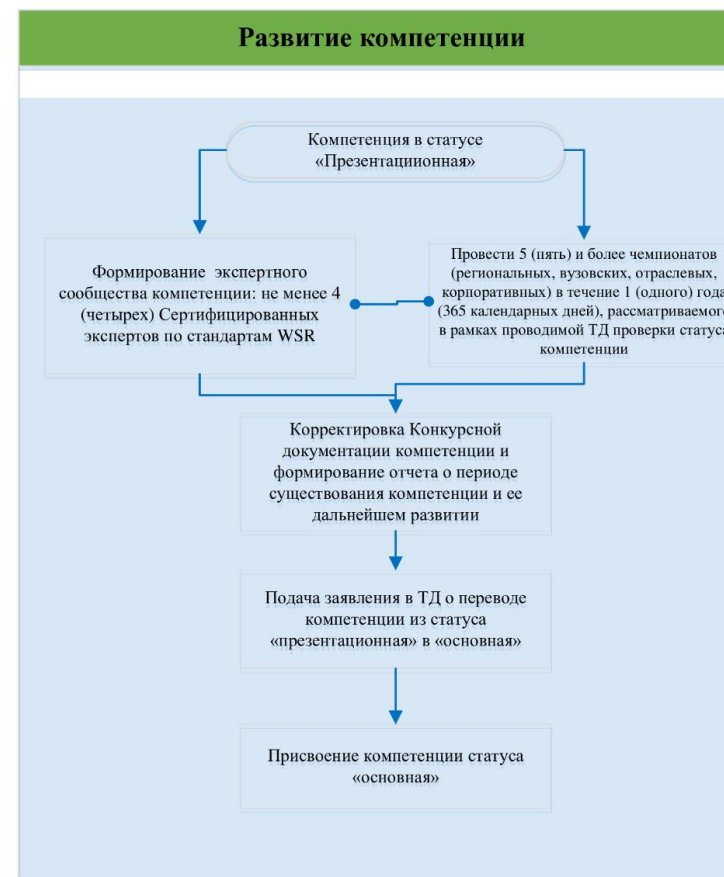 Развитие компетенции
Компетенция в статусе
«Презентациионная»
Формирование экспертного
сообщества компетенции: не менее 4
(четырех) Сертифицированных
экспертов по стандартам WSR
Провести 5 (пять) и более чемпионатов
(региональных, вузовских, отраслевых,
корпоративных) в течение 1 (одного) года
(365 календарных дней), рассматриваемого
в рамках проводимой ТД проверки статуса
компетенции
Корректировка Конкурсной
документации компетенции и
формирование отчета о периоде
существования компетенции и ее
дальнейшем развитии
Подача заявления в ТД о переводе
компетенции из статуса
«презентационная» в «основная»
Присвоение компетенции статуса
«основная»